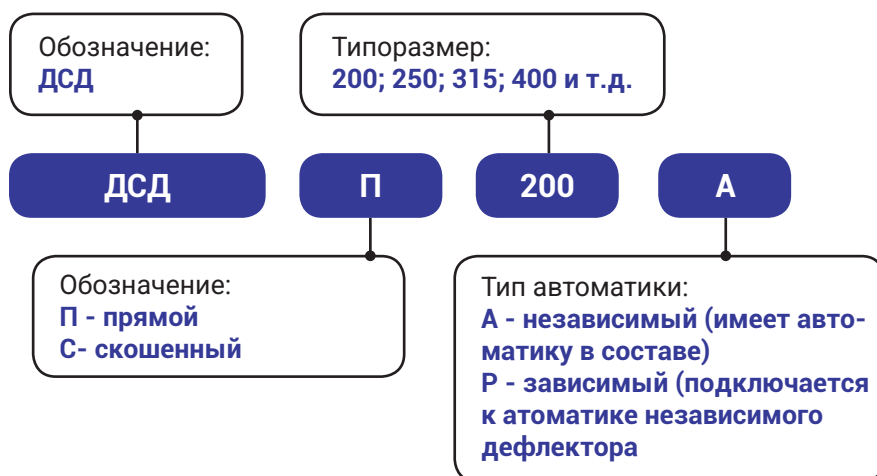 Обозначение:
ДСД
Типоразмер:
200; 250; 315; 400 и т.д.
ДСД
П
200
А
Обозначение:
П - прямой
С- скошенный
Тип автоматики:
А - независимый (имеет авто-
матику в составе)
Р - зависимый (подключается
к атоматике независимого
дефлектора